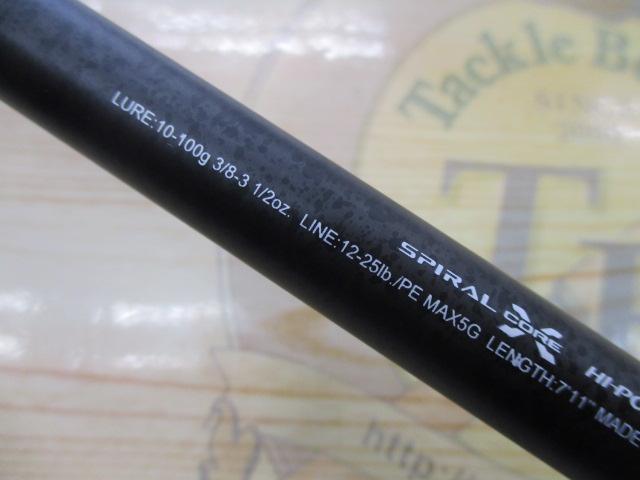 LURE:10-100g 3/8-3 1/2oz. LINE:12-25lb./PE MAX5G LENGTH:7'11" MADE
SPIRAL X CORE
Tackle
http://